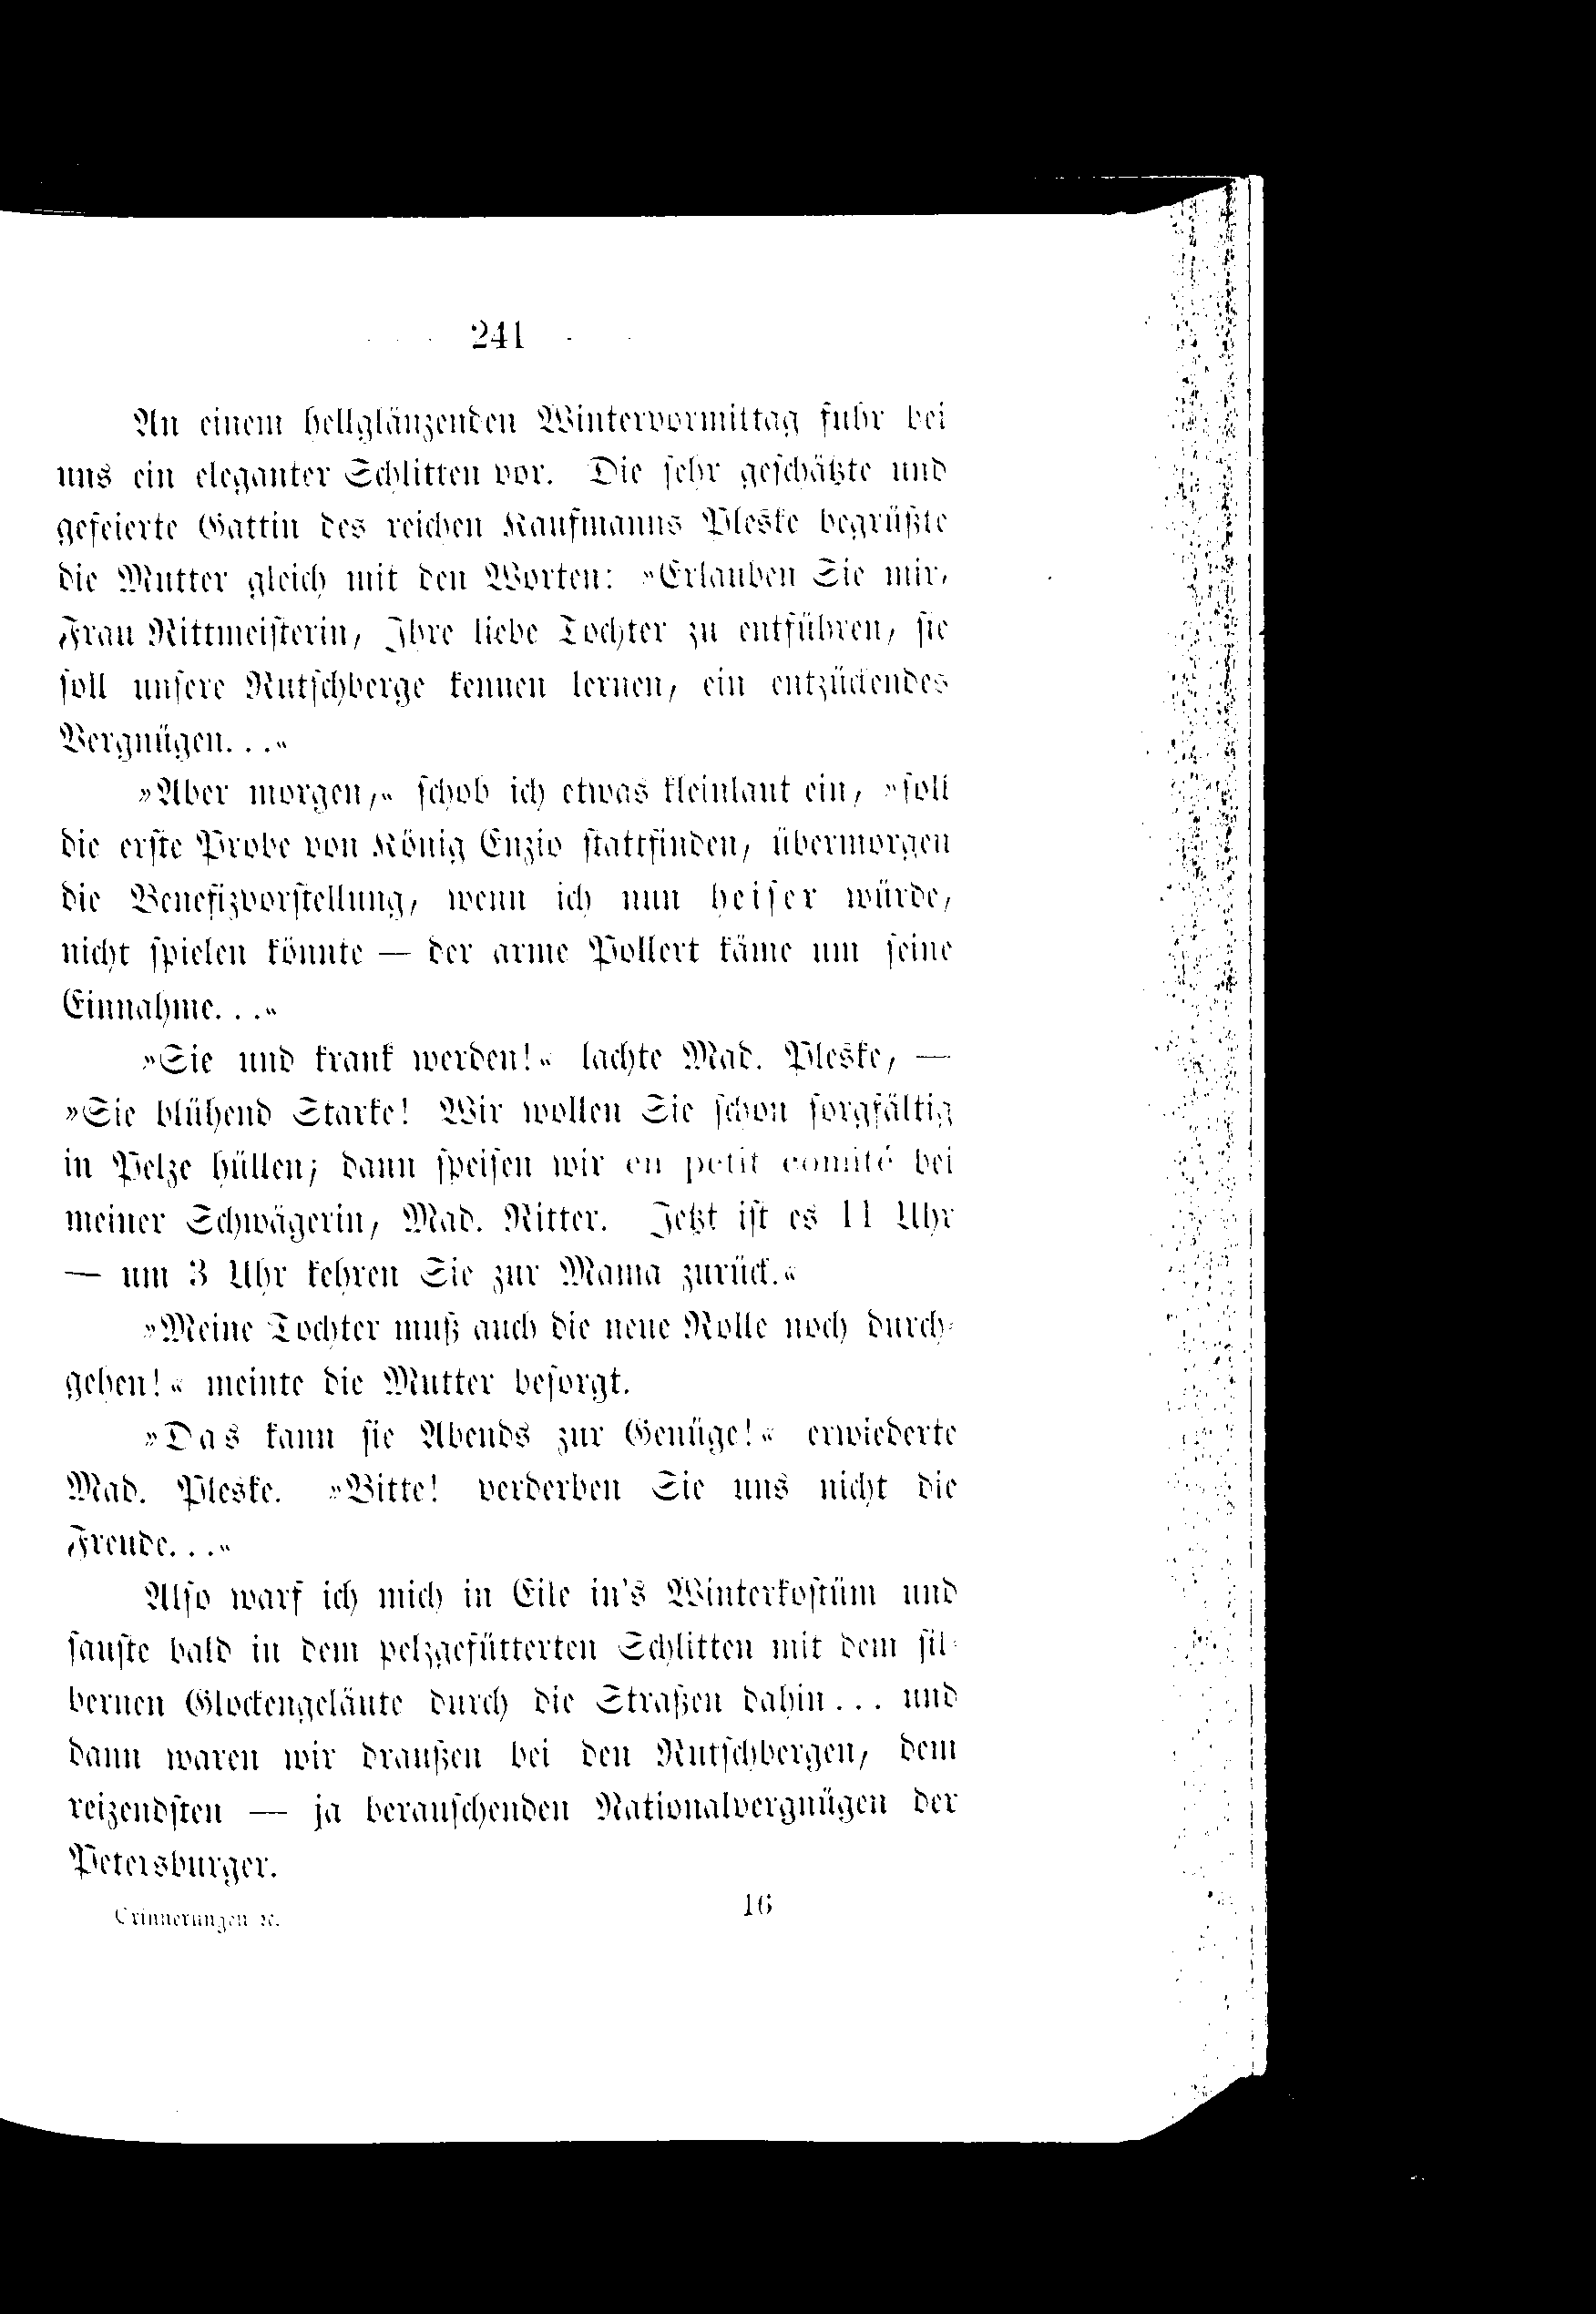 241
An einem hellglänzenden Wintervormittag fuhr bei
uns ein eleganter Schlitten vor. Die sehr geschätzte und
gefeierte Gattin des reichen Kaufmanns Pleske begrüßte
die Mutter gleich mit den Worten: »Erlauben Sie mir,
Frau Rittmeisterin, Ihre liebe Tochter zu entführen, sie
soll unsere Rutschberge kennen lernen, ein entzückendes
Vergnügen...«
»Aber morgen,« schob ich etwas kleinlaut ein, »soll
die erste Probe von König Enzio stattfinden, übermorgen
die Benefizvorstellung, wenn ich nun heiser würde,
nicht spielen könnte — der arme Pollert käme um seine
Einnahme...«
»Sie und krank werden!« lachte Mad. Pleske, —
»Sie blühend Starke! Wir wollen Sie schon sorgfältig
in Pelze hüllen; dann speisen wir en petit comité bei
meiner Schwägerin, Mad. Ritter. Jetzt ist es 11 Uhr
— um 3 Uhr kehren Sie zur Mama zurück.«
»Meine Tochter muß auch die neue Rolle noch durch-
gehen!« meinte die Mutter besorgt.
»Das kann sie Abends zur Genüge!« erwiederte
Mad. Pleske. »Bitte! verderben Sie uns nicht die
Freude...«
Also warf ich mich in Eile in's Winterkostüm und
sauste bald in dem pelzgefütterten Schlitten mit dem sil-
bernen Glockengeläute durch die Straßen dahin... und
dann waren wir draußen bei den Rutschbergen, dem
reizendsten — ja berauschenden Nationalvergnügen der
Petersburger.
Erinnerungen ꝛc.
16